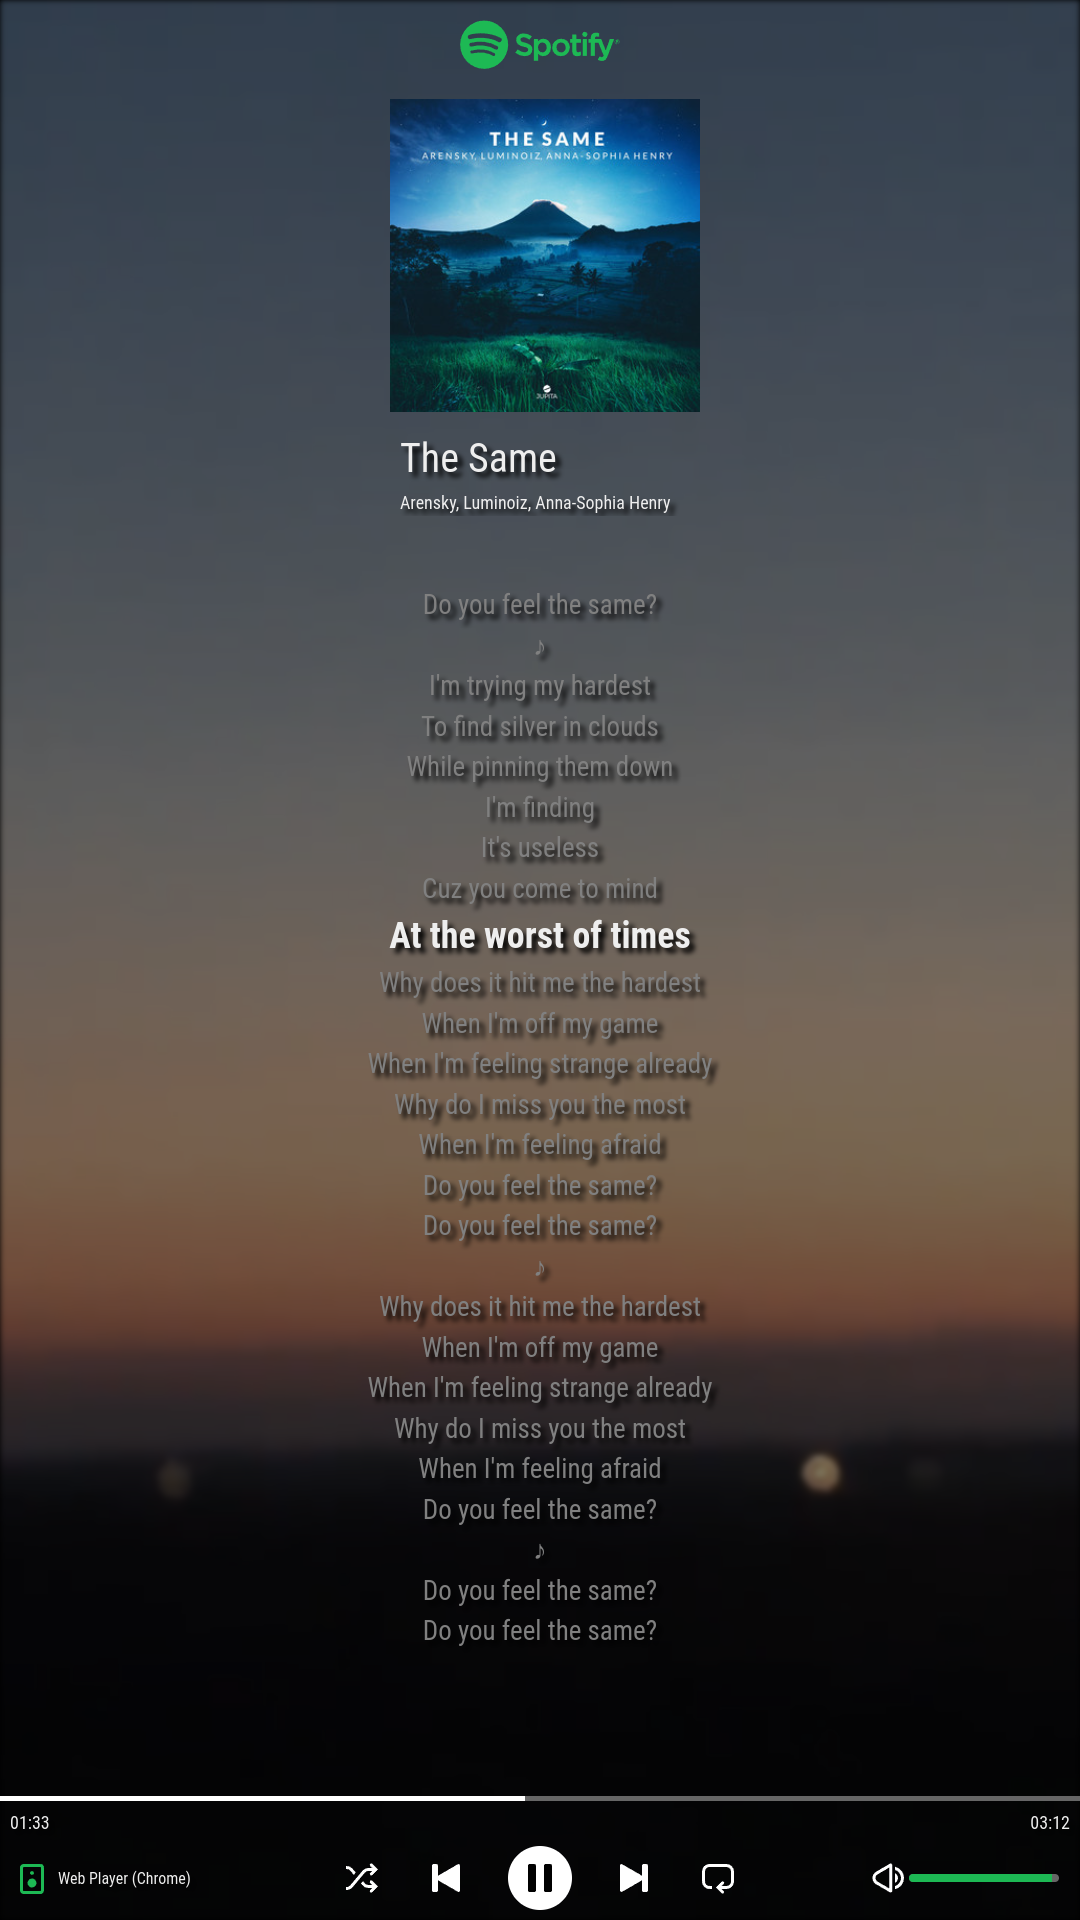 Spotify
THE SAME
ARENSKY, LUMINOIZ, ANNA-SOPHIA HENRY
JUPITA
The Same
Arensky, Luminoiz, Anna-Sophia Henry
Do you feel the same?
♪
I'm trying my hardest
To find silver in clouds
While pinning them down
I'm finding
It's useless
Cuz you come to mind
At the worst of times
Why does it hit me the hardest
When I'm off my game
When I'm feeling strange already
Why do I miss you the most
When I'm feeling afraid
Do you feel the same?
Do you feel the same?
♪
Why does it hit me the hardest
When I'm off my game
When I'm feeling strange already
Why do I miss you the most
When I'm feeling afraid
Do you feel the same?
♪
Do you feel the same?
Do you feel the same?
01:33
03:12
Web Player (Chrome)